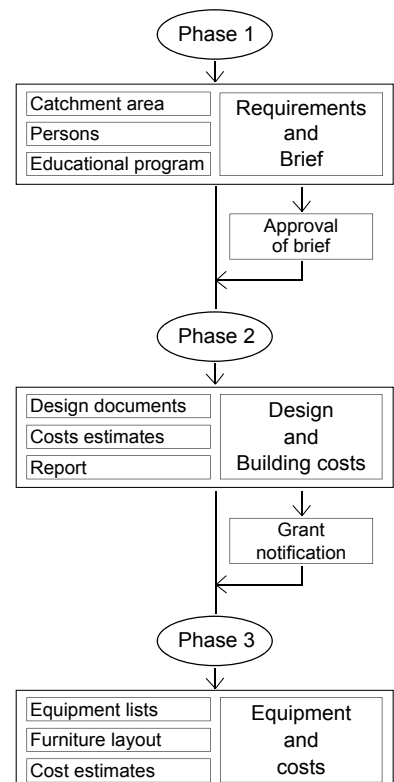 Phase 1
Catchment area
Persons
Educational program
Requirements
and
Brief
Approval
of brief
Phase 2
Design documents
Costs estimates
Report
Design
and
Building costs
Grant
notification
Phase 3
Equipment lists
Furniture layout
Cost estimates
Equipment
and
costs